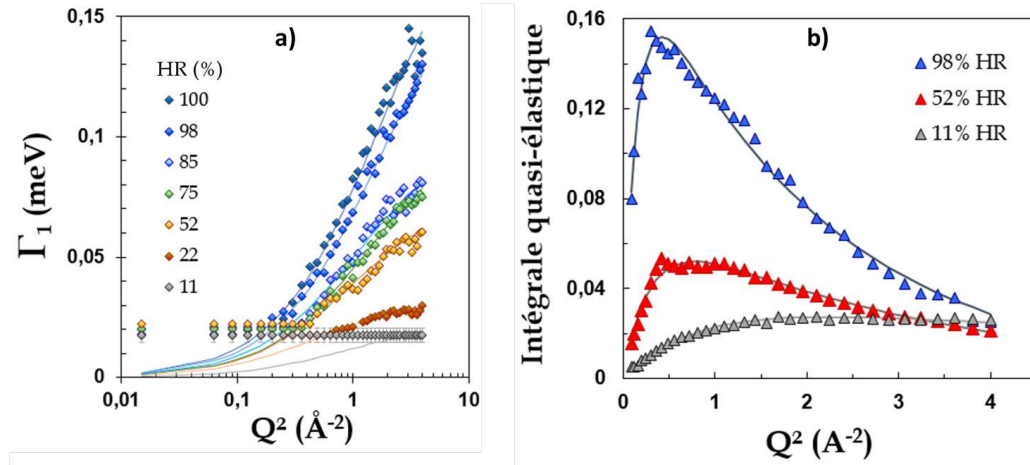 a)
0,15
0,1
0,05
0
Γ₁ (meV)
HR (%)
100
98
85
75
52
22
11
0,01
0,1
1
10
Q² (Å⁻²)
b)
0,16
0,12
0,08
0,04
0
Intégrale quasi-élastique
98% HR
52% HR
11% HR
0
1
2
3
4
Q² (A⁻²)